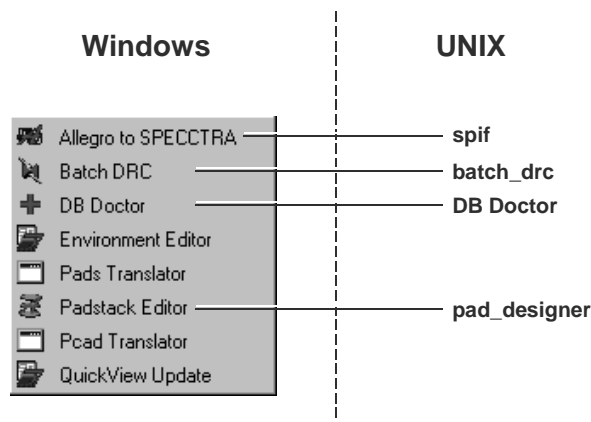 Windows UNIX
Allegro to SPECCTRA spif
Batch DRC batch_drc
DB Doctor DB Doctor
Environment Editor
Pads Translator
Padstack Editor pad_designer
Pcad Translator
QuickView Update